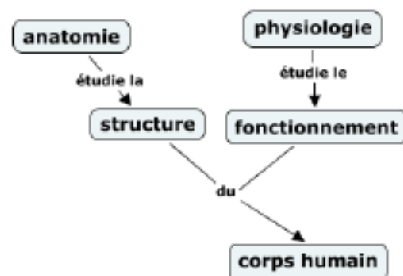 anatomie
physiologie
étudie la
étudie le
structure
fonctionnement
du
corps humain